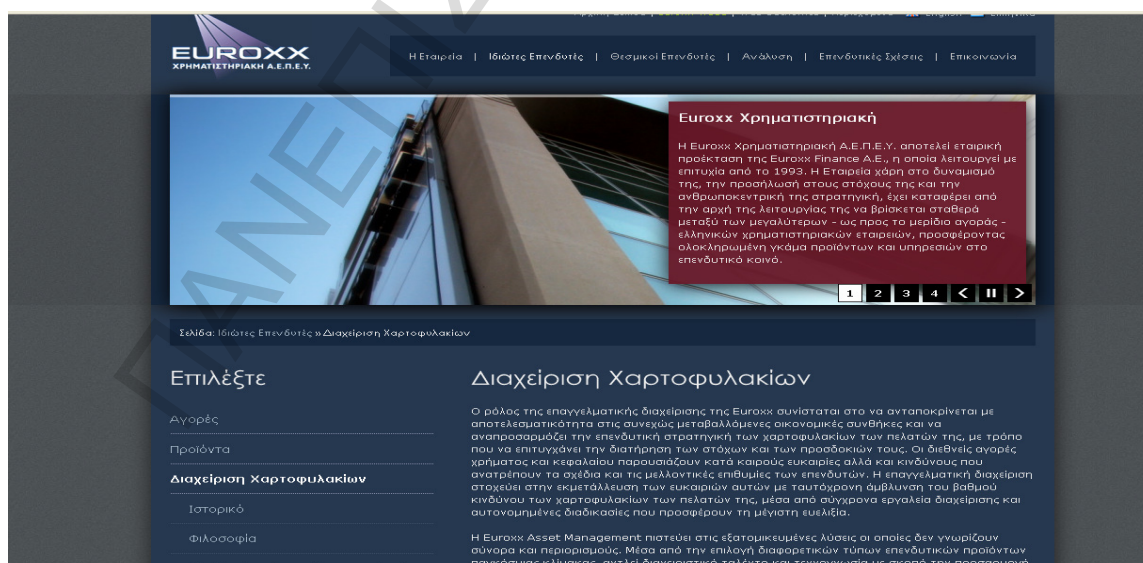 EUROXX
ΧΡΗΜΑΤΙΣΤΗΡΙΑΚΗ Α.Ε.Π.Ε.Υ.
Η Εταιρεία | Ιδιώτες Επενδυτές | Θεσμικοί Επενδυτές | Ανάλυση | Επενδυτικές Σχέσεις | Επικοινωνία
Euroxx Χρηματιστηριακή
Η Euroxx Χρηματιστηριακή Α.Ε.Π.Ε.Υ. αποτελεί εταιρική
προέκταση της Euroxx Finance A.E., η οποία λειτουργεί με
επιτυχία από το 1993. Η Εταιρεία χάρη στο δυναμισμό
της, την προσήλωσή στους στόχους της και την
ανθρωποκεντρική της στρατηγική, έχει καταφέρει από
την αρχή της λειτουργίας της να βρίσκεται σταθερά
μεταξύ των μεγαλύτερων - ως προς το μερίδιο αγοράς -
ελληνικών χρηματιστηριακών εταιρειών, προσφέροντας
ολοκληρωμένη γκάμα προϊόντων και υπηρεσιών στο
επενδυτικό κοινό.
1 2 3 4
Σελίδα: Ιδιώτες Επενδυτές » Διαχείριση Χαρτοφυλακίων
Επιλέξτε
Αγορές
Προϊόντα
Διαχείριση Χαρτοφυλακίων
Ιστορικό
Φιλοσοφία
Διαχείριση Χαρτοφυλακίων
Ο ρόλος της επαγγελματικής διαχείρισης της Euroxx συνίσταται στο να ανταποκρίνεται με
αποτελεσματικότητα στις συνεχώς μεταβαλλόμενες οικονομικές συνθήκες και να
αναπροσαρμόζει την επενδυτική στρατηγική των χαρτοφυλακίων των πελατών της, με τρόπο
που να επιτυγχάνει την διατήρηση των στόχων και των προσδοκιών τους. Οι διεθνείς αγορές
χρήματος και κεφαλαίου παρουσιάζουν κατά καιρούς ευκαιρίες αλλά και κινδύνους που
ανατρέπουν τα σχέδια και τις μελλοντικές επιθυμίες των επενδυτών. Η επαγγελματική διαχείριση
στοχεύει στην εκμετάλλευση των ευκαιριών αυτών με ταυτόχρονη άμβλυνση του βαθμού
κινδύνου των χαρτοφυλακίων των πελατών της, μέσα από σύγχρονα εργαλεία διαχείρισης και
αυτονομημένες διαδικασίες που προσφέρουν τη μέγιστη ευελιξία.
Η Euroxx Asset Management πιστεύει στις εξατομικευμένες λύσεις οι οποίες δεν γνωρίζουν
σύνορα και περιορισμούς. Μέσα από την επιλογή διαφορετικών τύπων επενδυτικών προϊόντων